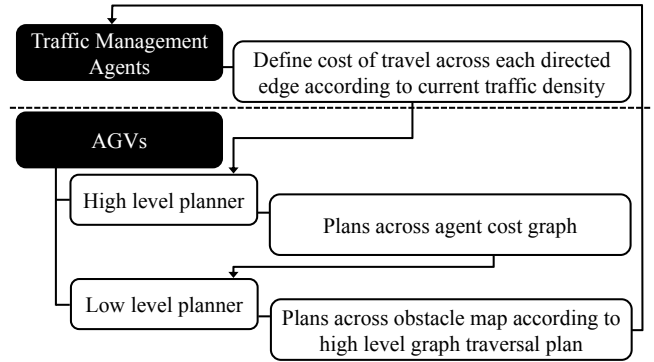 Traffic Management
Agents
Define cost of travel across each directed
edge according to current traffic density
AGVs
High level planner
Plans across agent cost graph
Low level planner
Plans across obstacle map according to
high level graph traversal plan